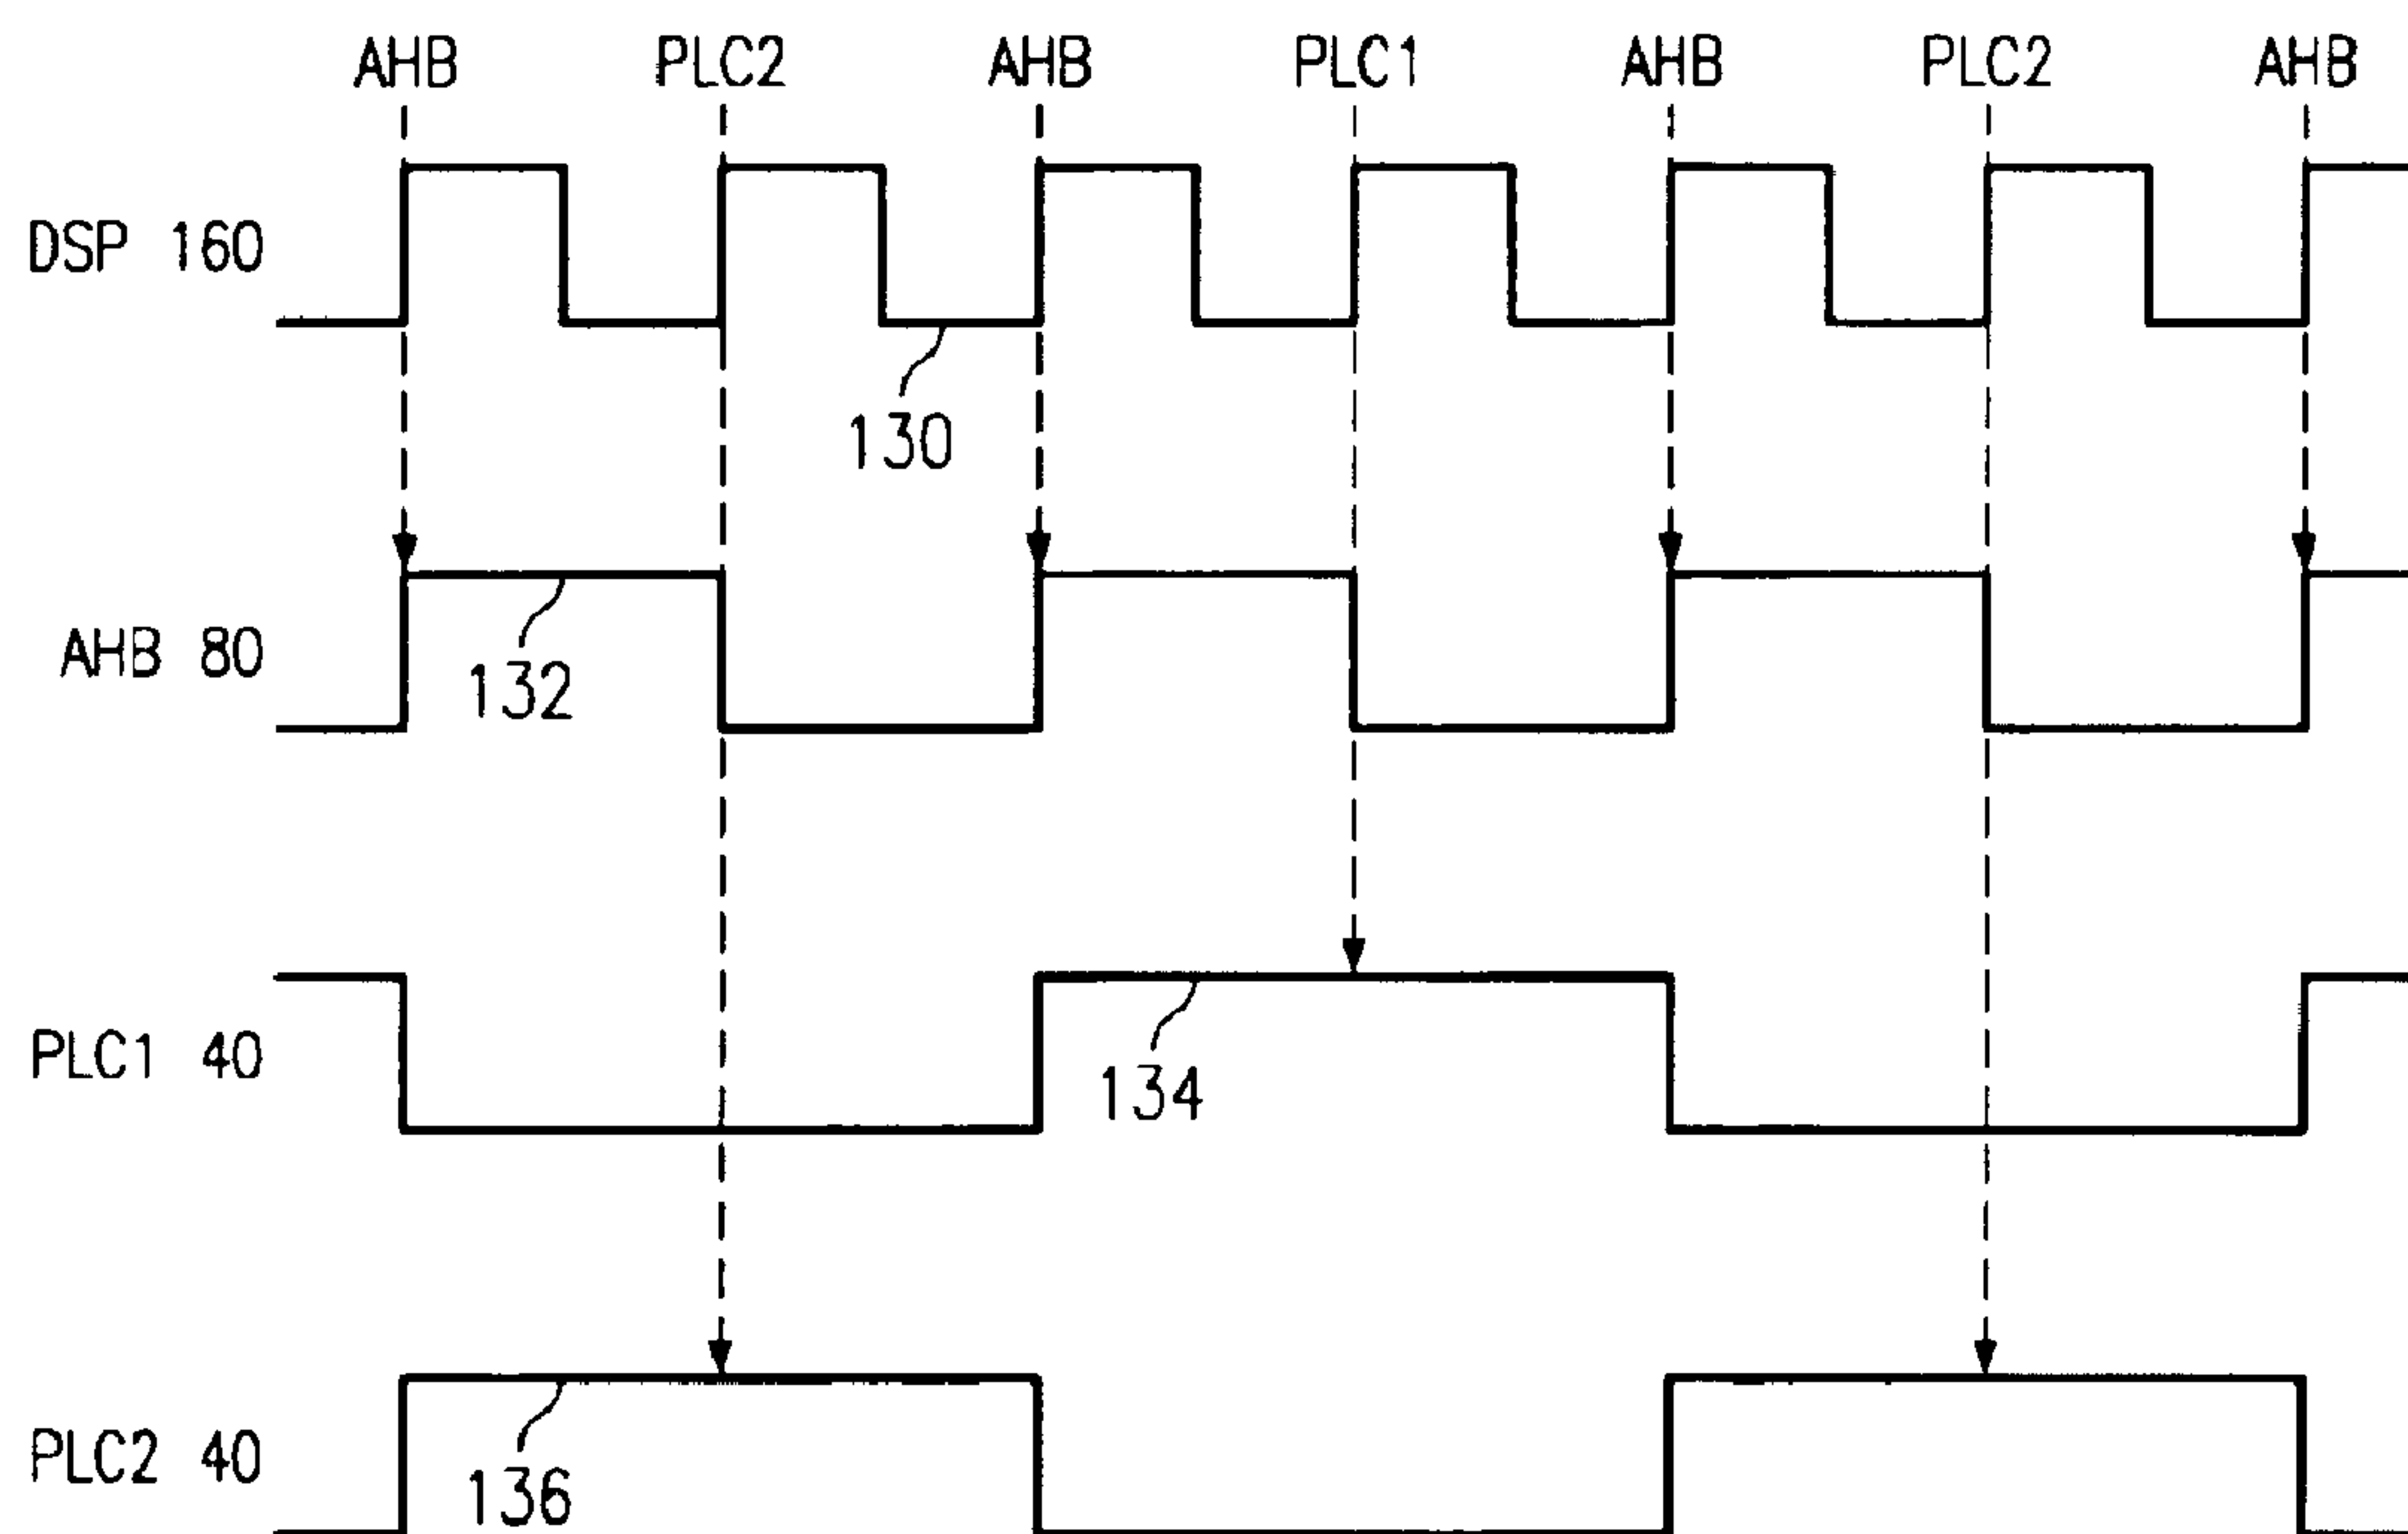 AHB PLC2 AHB PLC1 AHB PLC2 AHB
DSP 160
130
AHB 80
132
PLC1 40
134
PLC2 40
136